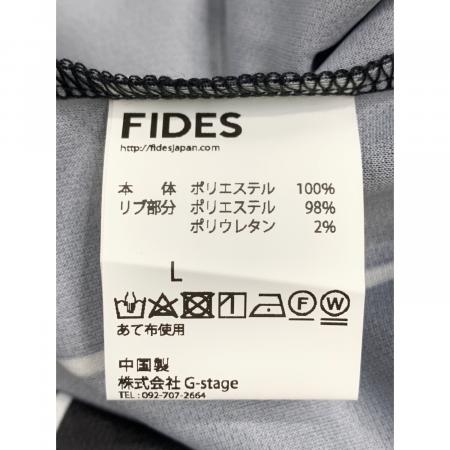 FIDES
http://fidesjapan.com
本　体 ポリエステル 100%
リブ部分 ポリエステル 98%
ポリウレタン 2%
L
F W
あて布使用
中国製
株式会社 G-stage
TEL : 092-707-2664